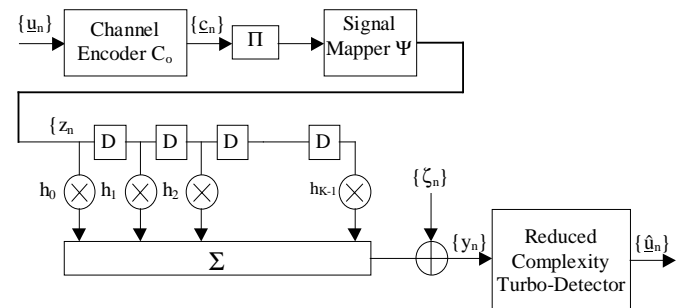 {u_n}
Channel
Encoder C_o
{c_n}
Π
Signal
Mapper Ψ
{z_n
D
D
D
D
h_0
h_1
h_2
h_{K-1}
{ζ_n}
Σ
{y_n}
Reduced
Complexity
Turbo-Detector
{û_n}